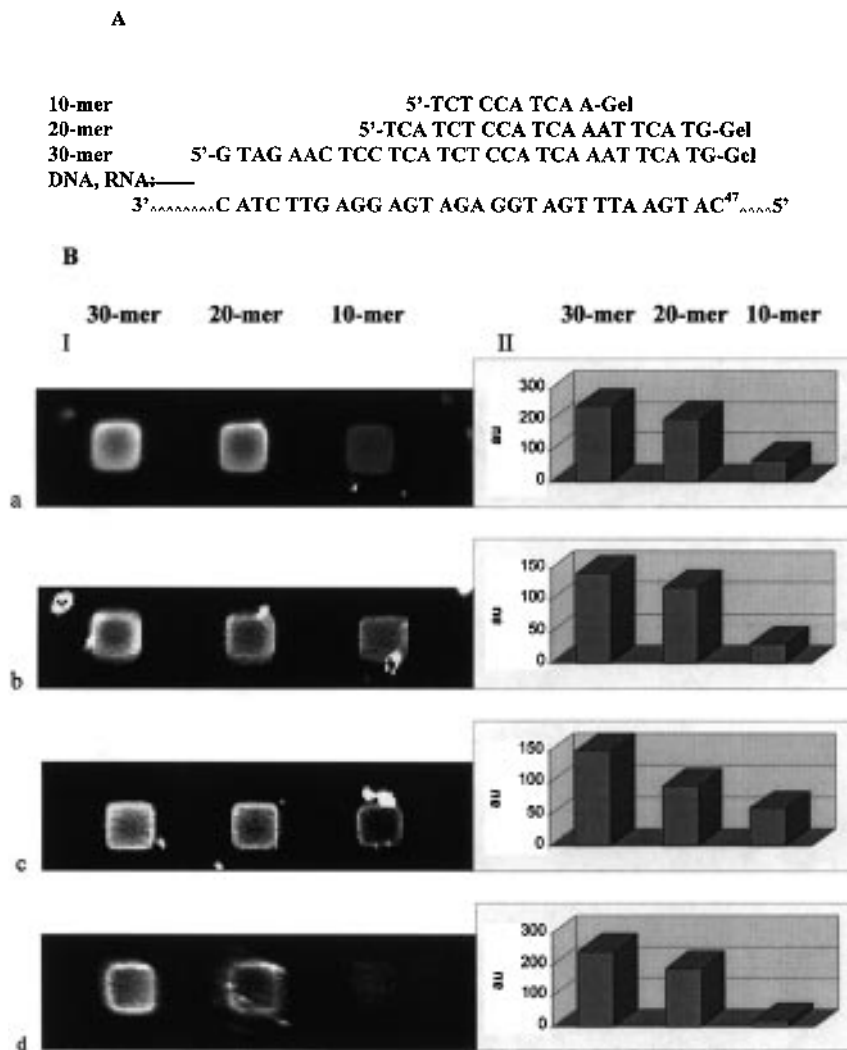 A
10-mer 5’-TCT CCA TCA A-Gel
20-mer 5’-TCA TCT CCA TCA AAT TCA TG-Gel
30-mer 5’-G TAG AAC TCC TCA TCT CCA TCA AAT TCA TG-Gel
DNA, RNA:
3’^^^^^^^^C ATC TTG AGG AGT AGA GGT AGT TTA AGT AC47^^^^5’
B
30-mer 20-mer 10-mer 30-mer 20-mer 10-mer
I II
a
au
300
200
100
0
b
au
150
100
50
0
c
au
150
100
50
0
d
au
300
200
100
0